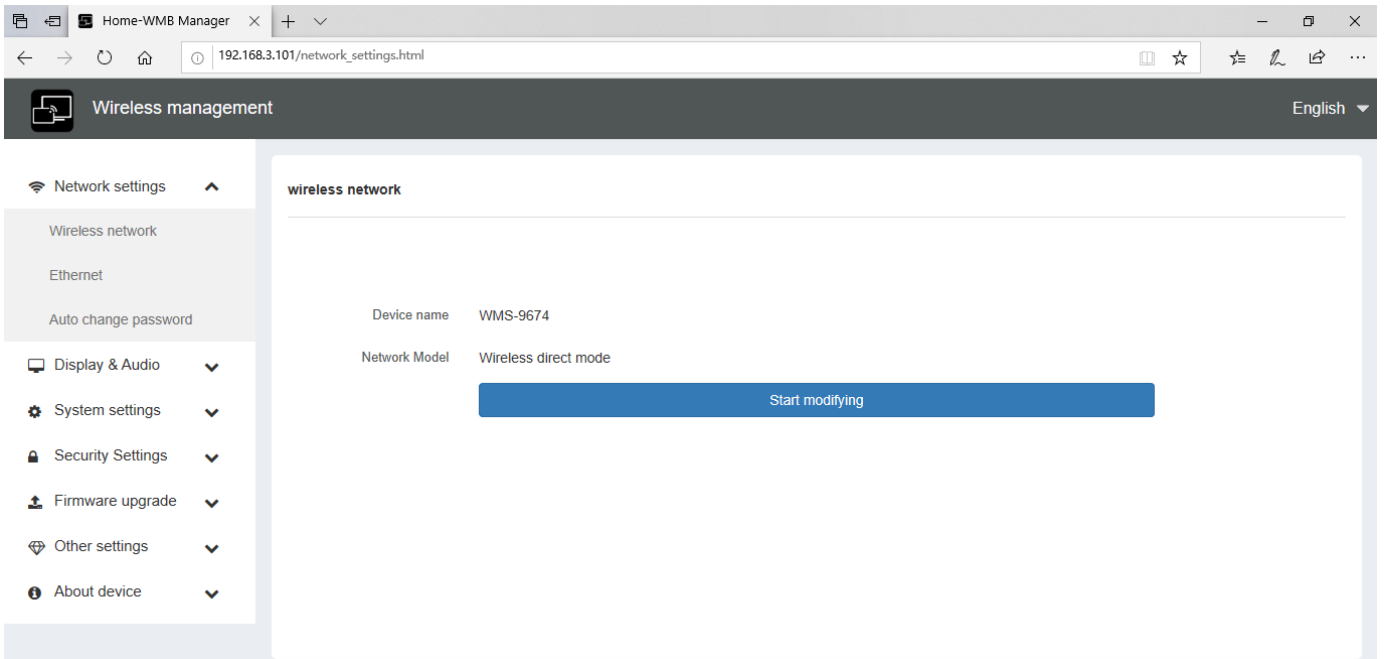 Home-WMB Manager
192.168.3.101/network_settings.html
Wireless management
English
Network settings
Wireless network
Ethernet
Auto change password
Display & Audio
System settings
Security Settings
Firmware upgrade
Other settings
About device
wireless network
Device name WMS-9674
Network Model Wireless direct mode
Start modifying